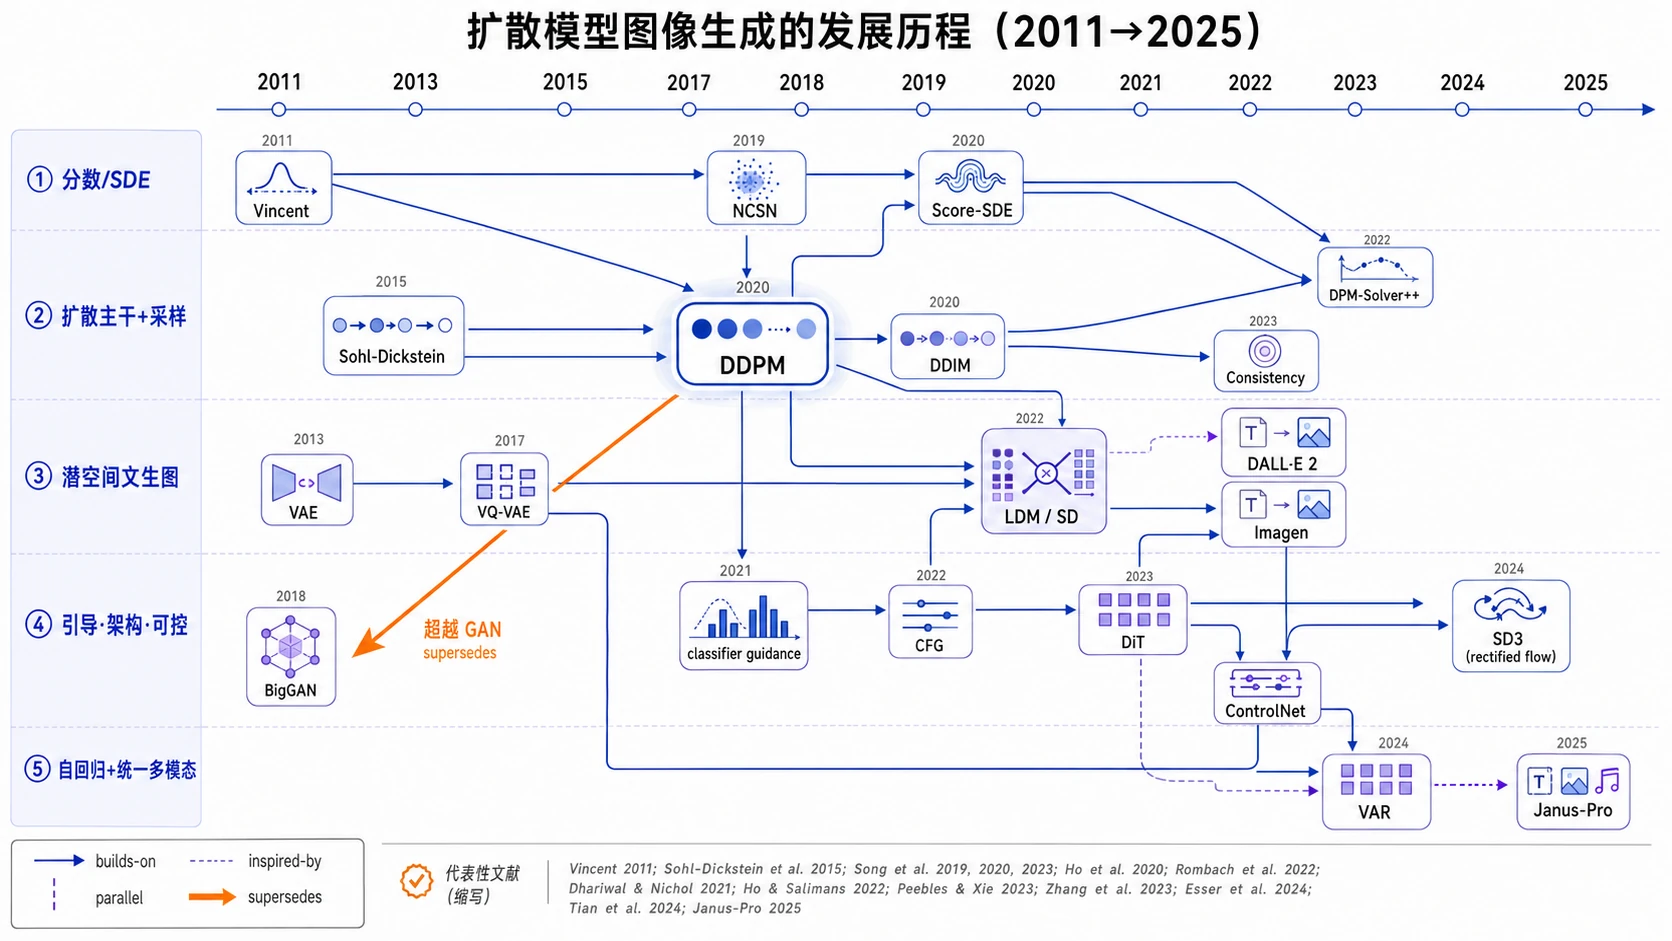 扩散模型图像生成的发展历程（2011→2025）
2011 2013 2015 2017 2018 2019 2020 2021 2022 2023 2024 2025
① 分数/SDE
2011
Vincent
2019
NCSN
2020
Score-SDE
② 扩散主干+采样
2015
Sohl-Dickstein
2020
DDPM
2020
DDIM
2022
DPM-Solver++
2023
Consistency
③ 潜空间文生图
2013
VAE
2017
VQ-VAE
2022
LDM / SD
T
DALL·E 2
T
Imagen
④ 引导·架构·可控
2018
BigGAN
超越 GAN
supersedes
2021
classifier guidance
2022
CFG
2023
DiT
ControlNet
2024
SD3
(rectified flow)
⑤ 自回归+统一多模态
2024
VAR
2025
T
Janus-Pro
builds-on
inspired-by
parallel
supersedes
代表性文献
（缩写）
Vincent 2011; Sohl-Dickstein et al. 2015; Song et al. 2019, 2020, 2023; Ho et al. 2020; Rombach et al. 2022;
Dhariwal & Nichol 2021; Ho & Salimans 2022; Peebles & Xie 2023; Zhang et al. 2023; Esser et al. 2024;
Tian et al. 2024; Janus-Pro 2025